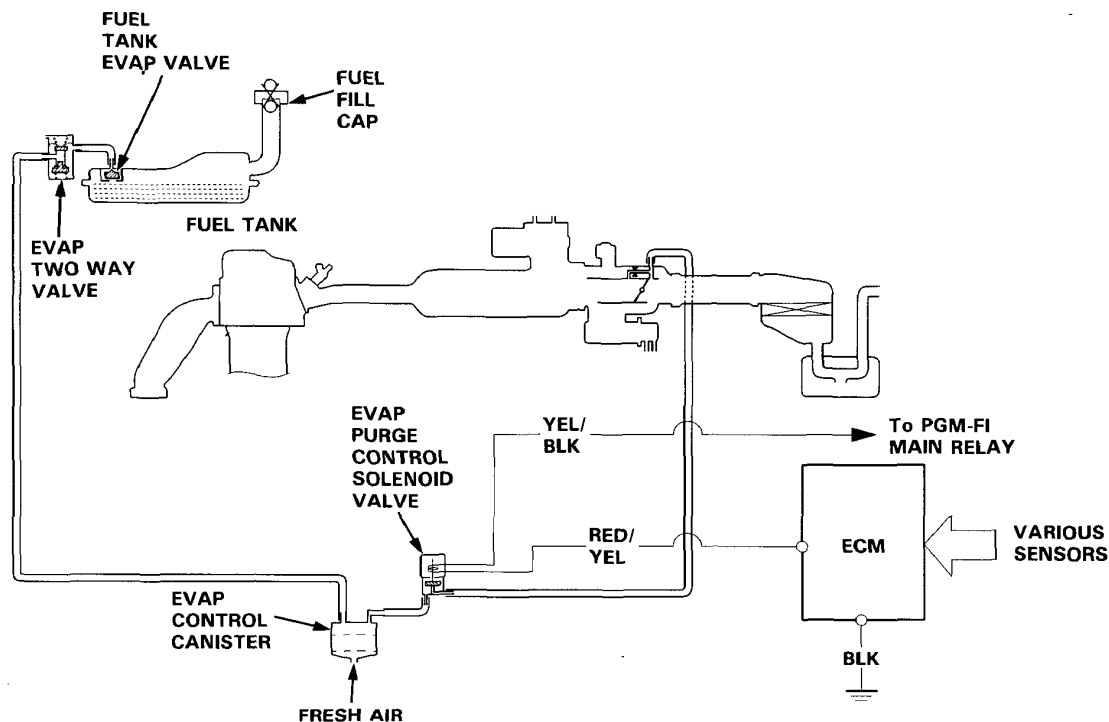 FUEL
TANK
EVAP VALVE
FUEL
FILL
CAP
FUEL TANK
EVAP
TWO WAY
VALVE
EVAP
PURGE
CONTROL
SOLENOID
VALVE
YEL/
BLK
To PGM-FI
MAIN RELAY
RED/
YEL
ECM
VARIOUS
SENSORS
EVAP
CONTROL
CANISTER
BLK
FRESH AIR